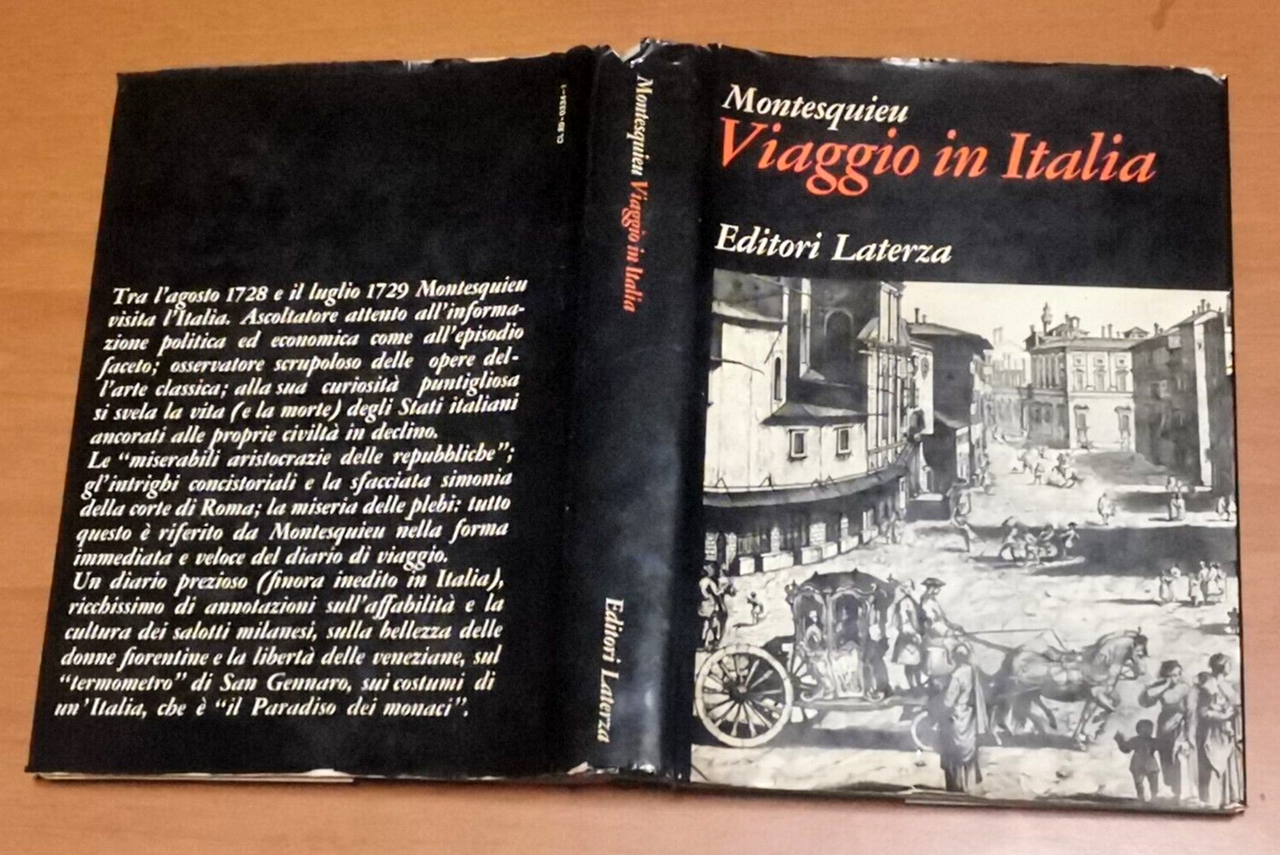 Tra l'agosto 1728 e il luglio 1729 Montesquieu
visita l'Italia. Ascoltatore attento all'informa-
zione politica ed economica come all'episodio
faceto; osservatore scrupoloso delle opere del-
l'arte classica; alla sua curiosità puntigliosa
si svela la vita (e la morte) degli Stati italiani
ancorati alle proprie civiltà in declino.
Le "miserabili aristocrazie delle repubbliche";
gl'intrighi concistoriali e la sfacciata simonia
della corte di Roma; la miseria delle plebi: tutto
questo è riferito da Montesquieu nella forma
immediata e veloce del diario di viaggio.
Un diario prezioso (finora inedito in Italia),
ricchissimo di annotazioni sull'affabilità e la
cultura dei salotti milanesi, sulla bellezza delle
donne fiorentine e la libertà delle veneziane, sul
"termometro" di San Gennaro, sui costumi di
un'Italia, che è "il Paradiso dei monaci".
CL 20-0334-1
Montesquieu Viaggio in Italia
Editori Laterza
Montesquieu
Viaggio in Italia
Editori Laterza